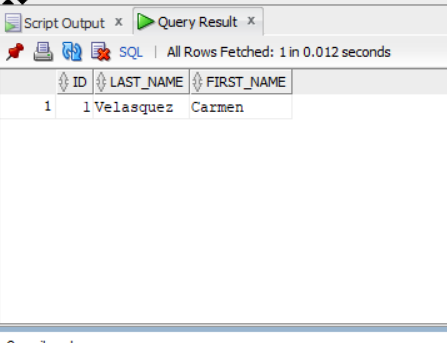 Script Output x Query Result x
SQL | All Rows Fetched: 1 in 0.012 seconds
ID LAST_NAME FIRST_NAME
1 1 Velasquez Carmen